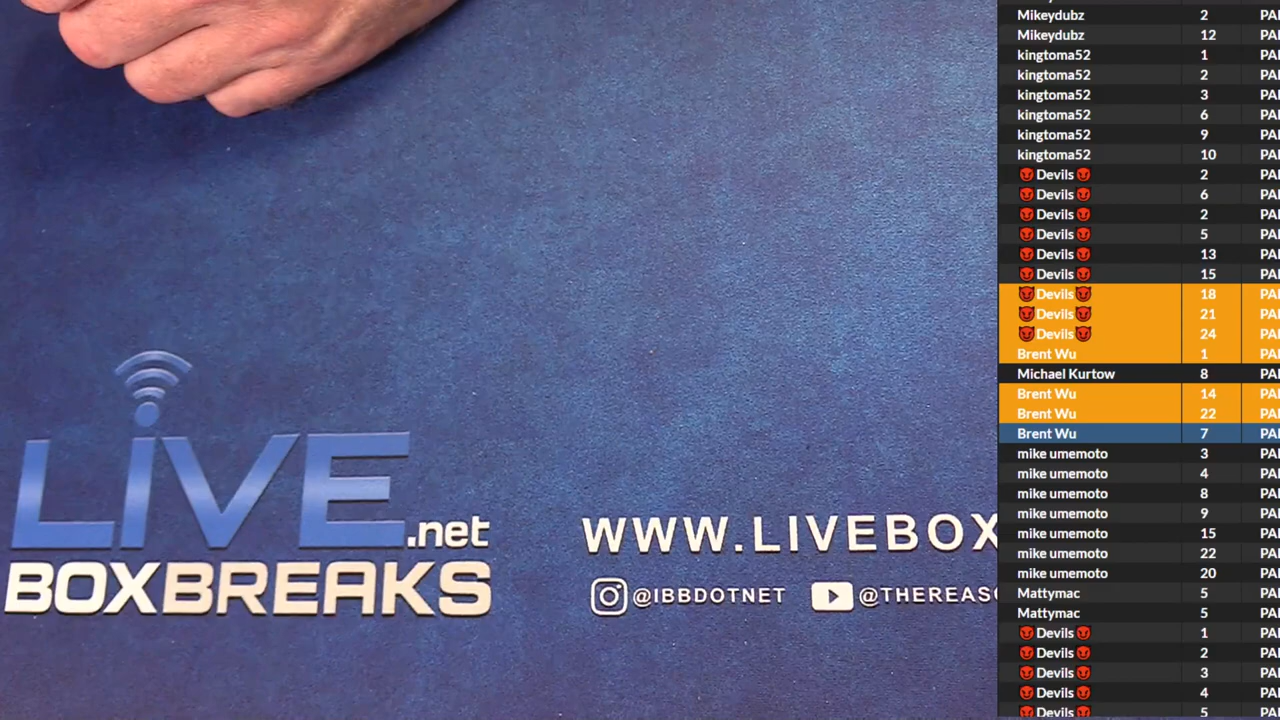 LIVE.net
BOXBREAKS
WWW.LIVEBOX
@IBBDOTNET
@THEREASO
Mikeydubz 2 PAI
Mikeydubz 12 PAI
kingtoma52 1 PAI
kingtoma52 2 PAI
kingtoma52 3 PAI
kingtoma52 6 PAI
kingtoma52 9 PAI
kingtoma52 10 PAI
😈 Devils 😈 2 PAI
😈 Devils 😈 6 PAI
😈 Devils 😈 2 PAI
😈 Devils 😈 5 PAI
😈 Devils 😈 13 PAI
😈 Devils 😈 15 PAI
😈 Devils 😈 18 PAI
😈 Devils 😈 21 PAI
😈 Devils 😈 24 PAI
Brent Wu 1 PAI
Michael Kurtow 8 PAI
Brent Wu 14 PAI
Brent Wu 22 PAI
Brent Wu 7 PAI
mike umemoto 3 PAI
mike umemoto 4 PAI
mike umemoto 8 PAI
mike umemoto 9 PAI
mike umemoto 15 PAI
mike umemoto 22 PAI
mike umemoto 20 PAI
Mattymac 5 PAI
Mattymac 5 PAI
😈 Devils 😈 1 PAI
😈 Devils 😈 2 PAI
😈 Devils 😈 3 PAI
😈 Devils 😈 4 PAI
😈 Devils 😈 5 PAI